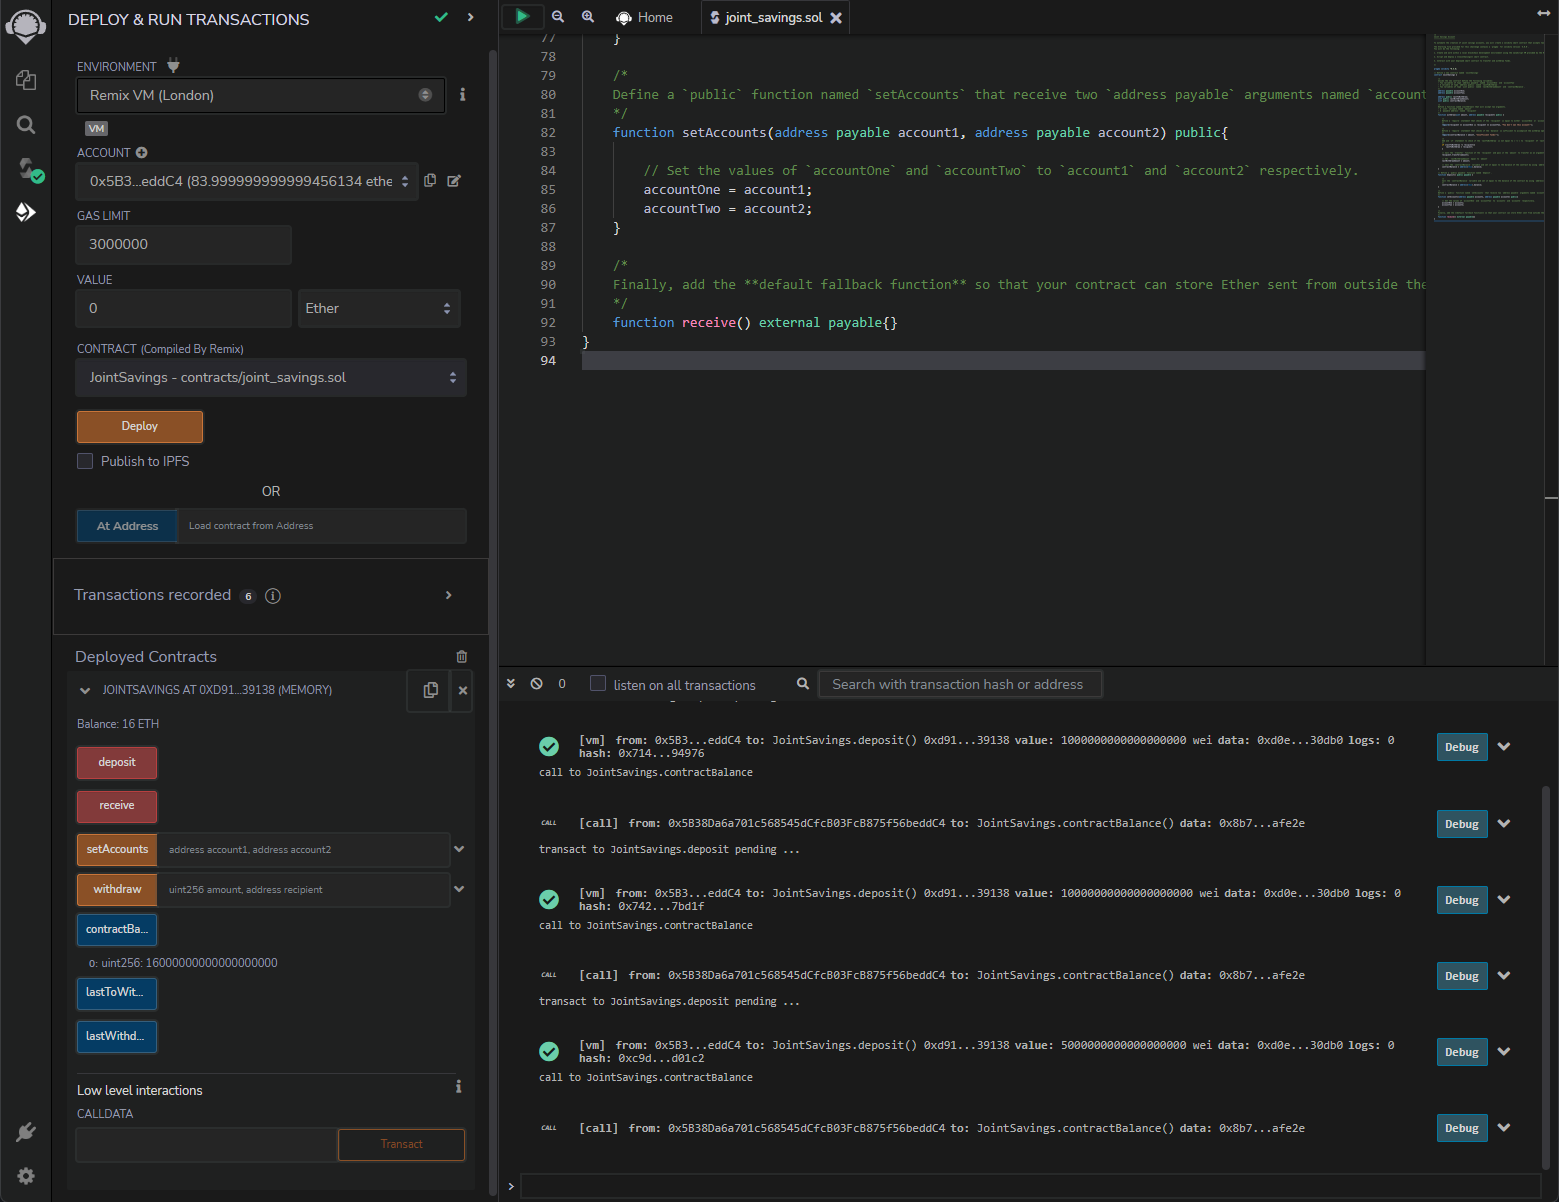 DEPLOY & RUN TRANSACTIONS
ENVIRONMENT
Remix VM (London)
VM
ACCOUNT
0x5B3...eddC4 (83.999999999999456134 ethe
GAS LIMIT
3000000
VALUE
0
Ether
CONTRACT (Compiled By Remix)
JointSavings - contracts/joint_savings.sol
Deploy
Publish to IPFS
OR
At Address
Load contract from Address
Transactions recorded 6
Deployed Contracts
JOINTSAVINGS AT 0XD91...39138 (MEMORY)
Balance: 16 ETH
deposit
receive
setAccounts
address account1, address account2
withdraw
uint256 amount, address recipient
contractBa...
0: uint256: 16000000000000000000
lastToWit...
lastWithd...
Low level interactions
CALLDATA
Transact
Home
joint_savings.sol
77 }
78
79 /*
80 Define a `public` function named `setAccounts` that receive two `address payable` arguments named `account
81 */
82 function setAccounts(address payable account1, address payable account2) public{
83
84 // Set the values of `accountOne` and `accountTwo` to `account1` and `account2` respectively.
85 accountOne = account1;
86 accountTwo = account2;
87 }
88
89 /*
90 Finally, add the **default fallback function** so that your contract can store Ether sent from outside the
91 */
92 function receive() external payable{}
93 }
94
0
listen on all transactions
Search with transaction hash or address
[vm] from: 0x5B3...eddC4 to: JointSavings.deposit() 0xd91...39138 value: 1000000000000000000 wei data: 0xd0e...30db0 logs: 0
hash: 0x714...94976
Debug
call to JointSavings.contractBalance
CALL [call] from: 0x5B38Da6a701c568545dCfcB03FcB875f56beddC4 to: JointSavings.contractBalance() data: 0x8b7...afe2e
Debug
transact to JointSavings.deposit pending ...
[vm] from: 0x5B3...eddC4 to: JointSavings.deposit() 0xd91...39138 value: 10000000000000000000 wei data: 0xd0e...30db0 logs: 0
hash: 0x742...7bd1f
Debug
call to JointSavings.contractBalance
CALL [call] from: 0x5B38Da6a701c568545dCfcB03FcB875f56beddC4 to: JointSavings.contractBalance() data: 0x8b7...afe2e
Debug
transact to JointSavings.deposit pending ...
[vm] from: 0x5B3...eddC4 to: JointSavings.deposit() 0xd91...39138 value: 5000000000000000000 wei data: 0xd0e...30db0 logs: 0
hash: 0xc9d...d01c2
Debug
call to JointSavings.contractBalance
CALL [call] from: 0x5B38Da6a701c568545dCfcB03FcB875f56beddC4 to: JointSavings.contractBalance() data: 0x8b7...afe2e
Debug
>